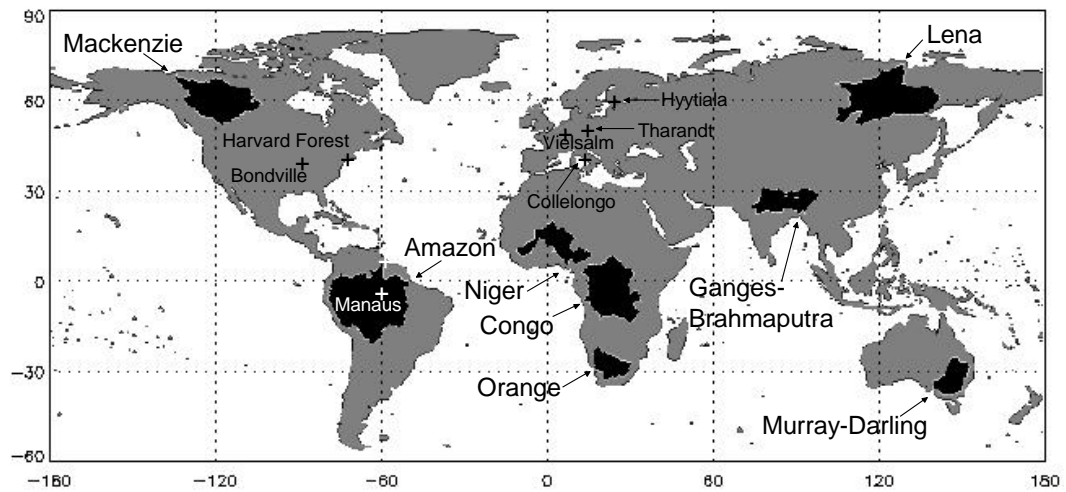 90
Mackenzie
Lena
60
Hyytiala
Harvard Forest
Tharandt
Vielsalm
Bondville
30
Collelongo
Amazon
0
Manaus
Niger
Ganges-
Brahmaputra
Congo
-30
Orange
Murray-Darling
-60
-180 -120 -60 0 60 120 180